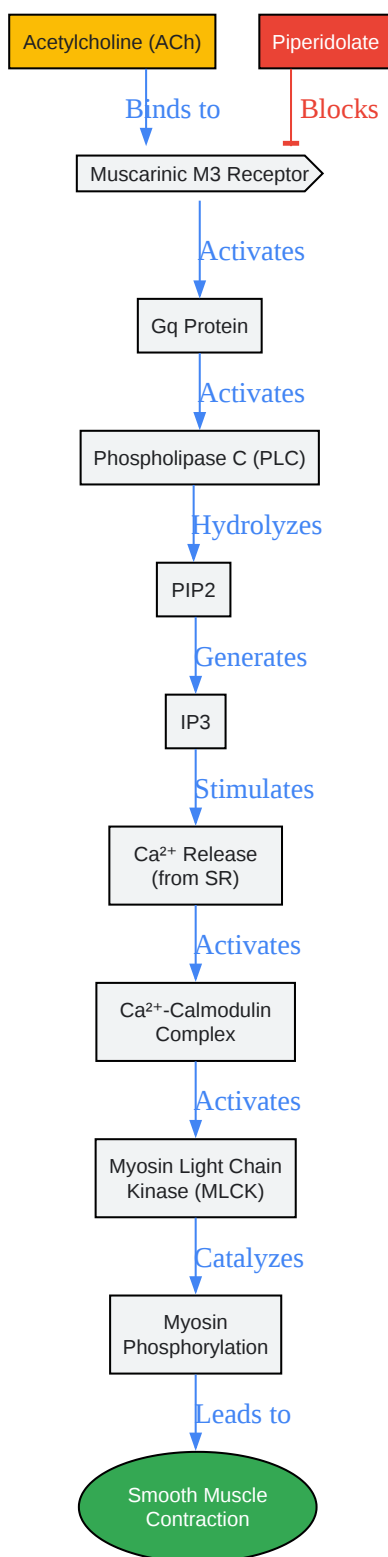 Acetylcholine (ACh)
Piperidolate
Binds to
Blocks
Muscarinic M3 Receptor
Activates
Gq Protein
Activates
Phospholipase C (PLC)
Hydrolyzes
PIP2
Generates
IP3
Stimulates
Ca²⁺ Release
(from SR)
Activates
Ca²⁺-Calmodulin
Complex
Activates
Myosin Light Chain
Kinase (MLCK)
Catalyzes
Myosin
Phosphorylation
Leads to
Smooth Muscle
Contraction